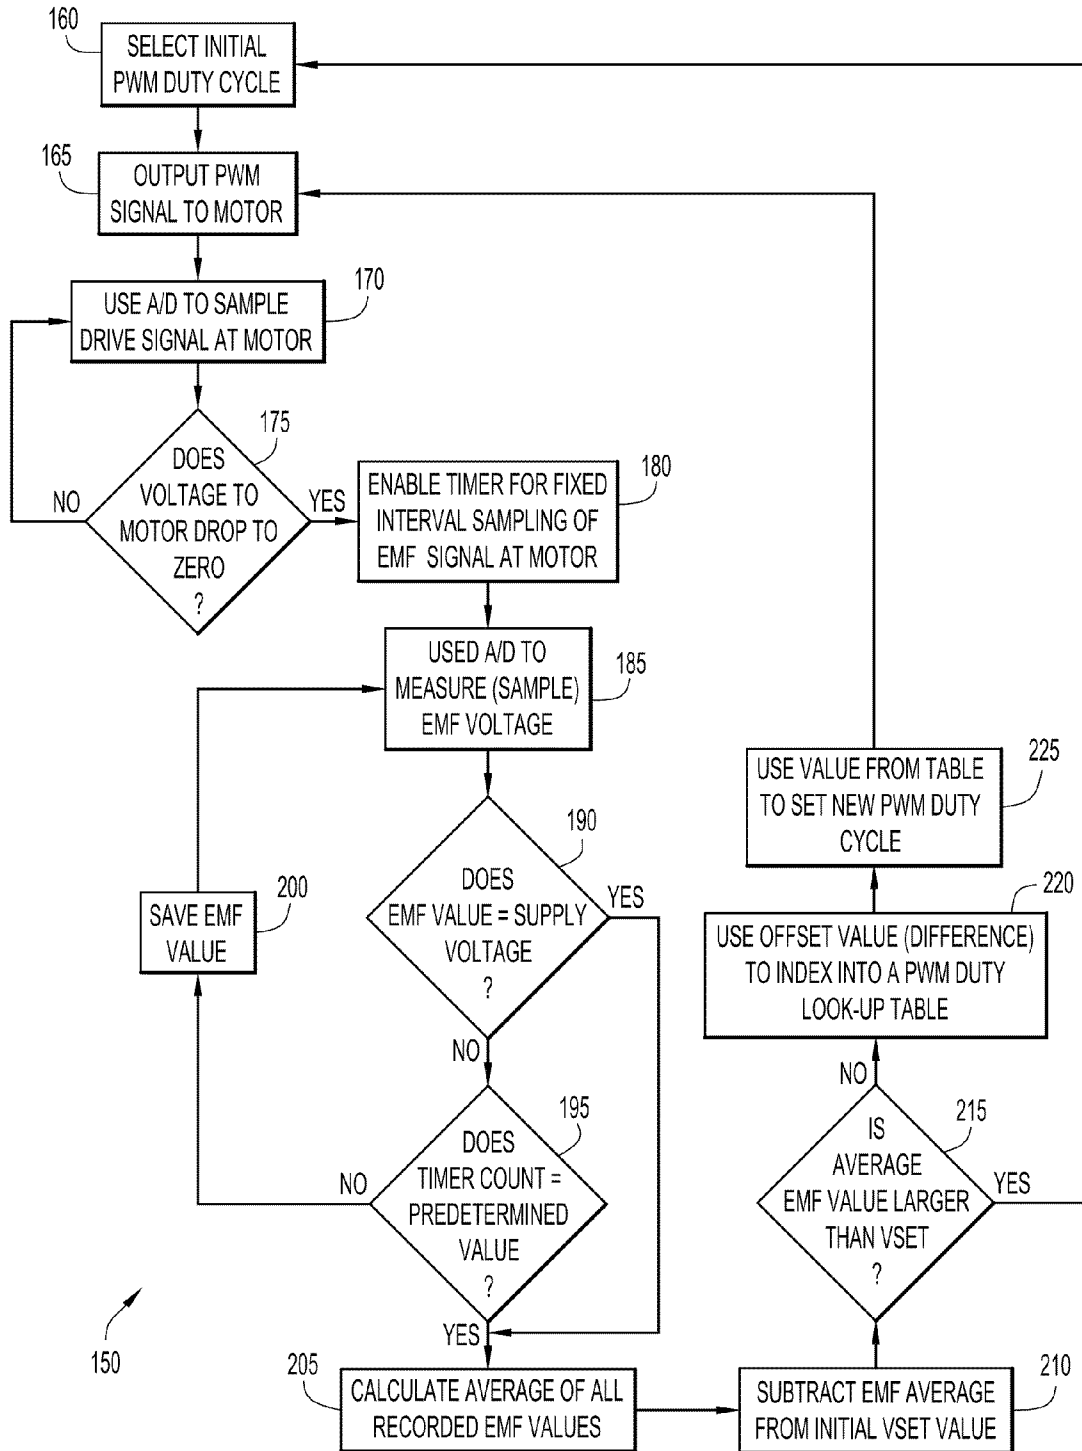 160
SELECT INITIAL
PWM DUTY CYCLE
165
OUTPUT PWM
SIGNAL TO MOTOR
170
USE A/D TO SAMPLE
DRIVE SIGNAL AT MOTOR
175
DOES
VOLTAGE TO
MOTOR DROP TO
ZERO
?
NO
YES
180
ENABLE TIMER FOR FIXED
INTERVAL SAMPLING OF
EMF SIGNAL AT MOTOR
185
USED A/D TO
MEASURE (SAMPLE)
EMF VOLTAGE
190
DOES
EMF VALUE = SUPPLY
VOLTAGE
?
YES
NO
200
SAVE EMF
VALUE
195
DOES
TIMER COUNT =
PREDETERMINED
VALUE
?
NO
YES
205
CALCULATE AVERAGE OF ALL
RECORDED EMF VALUES
210
SUBTRACT EMF AVERAGE
FROM INITIAL VSET VALUE
215
IS
AVERAGE
EMF VALUE LARGER
THAN VSET
?
YES
NO
220
USE OFFSET VALUE (DIFFERENCE)
TO INDEX INTO A PWM DUTY
LOOK-UP TABLE
225
USE VALUE FROM TABLE
TO SET NEW PWM DUTY
CYCLE
150